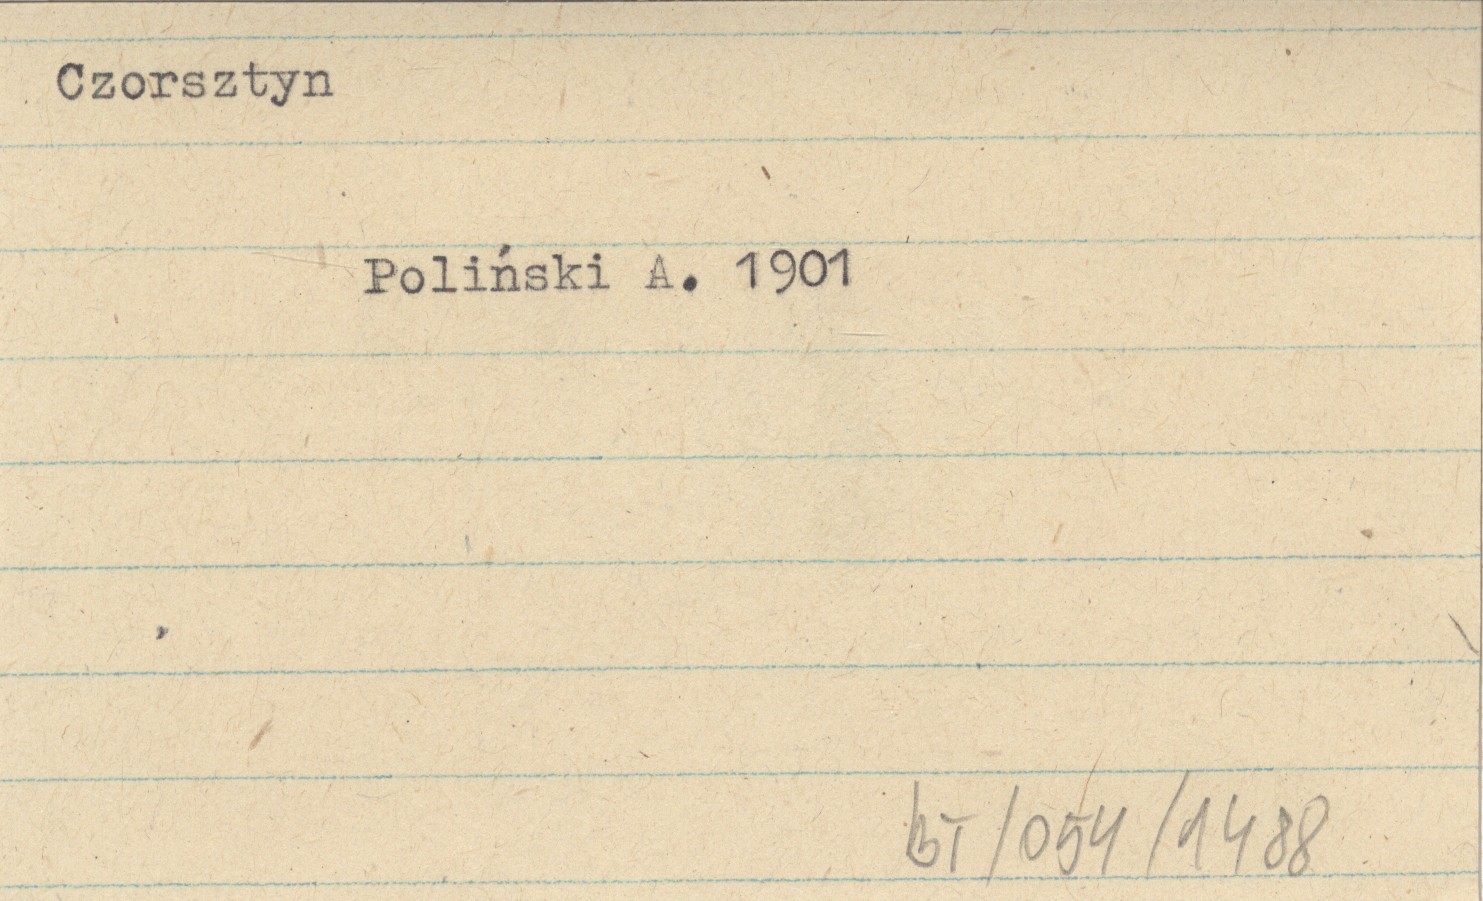 Czorsztyn
Poliński A. 1901
BT/054/1488